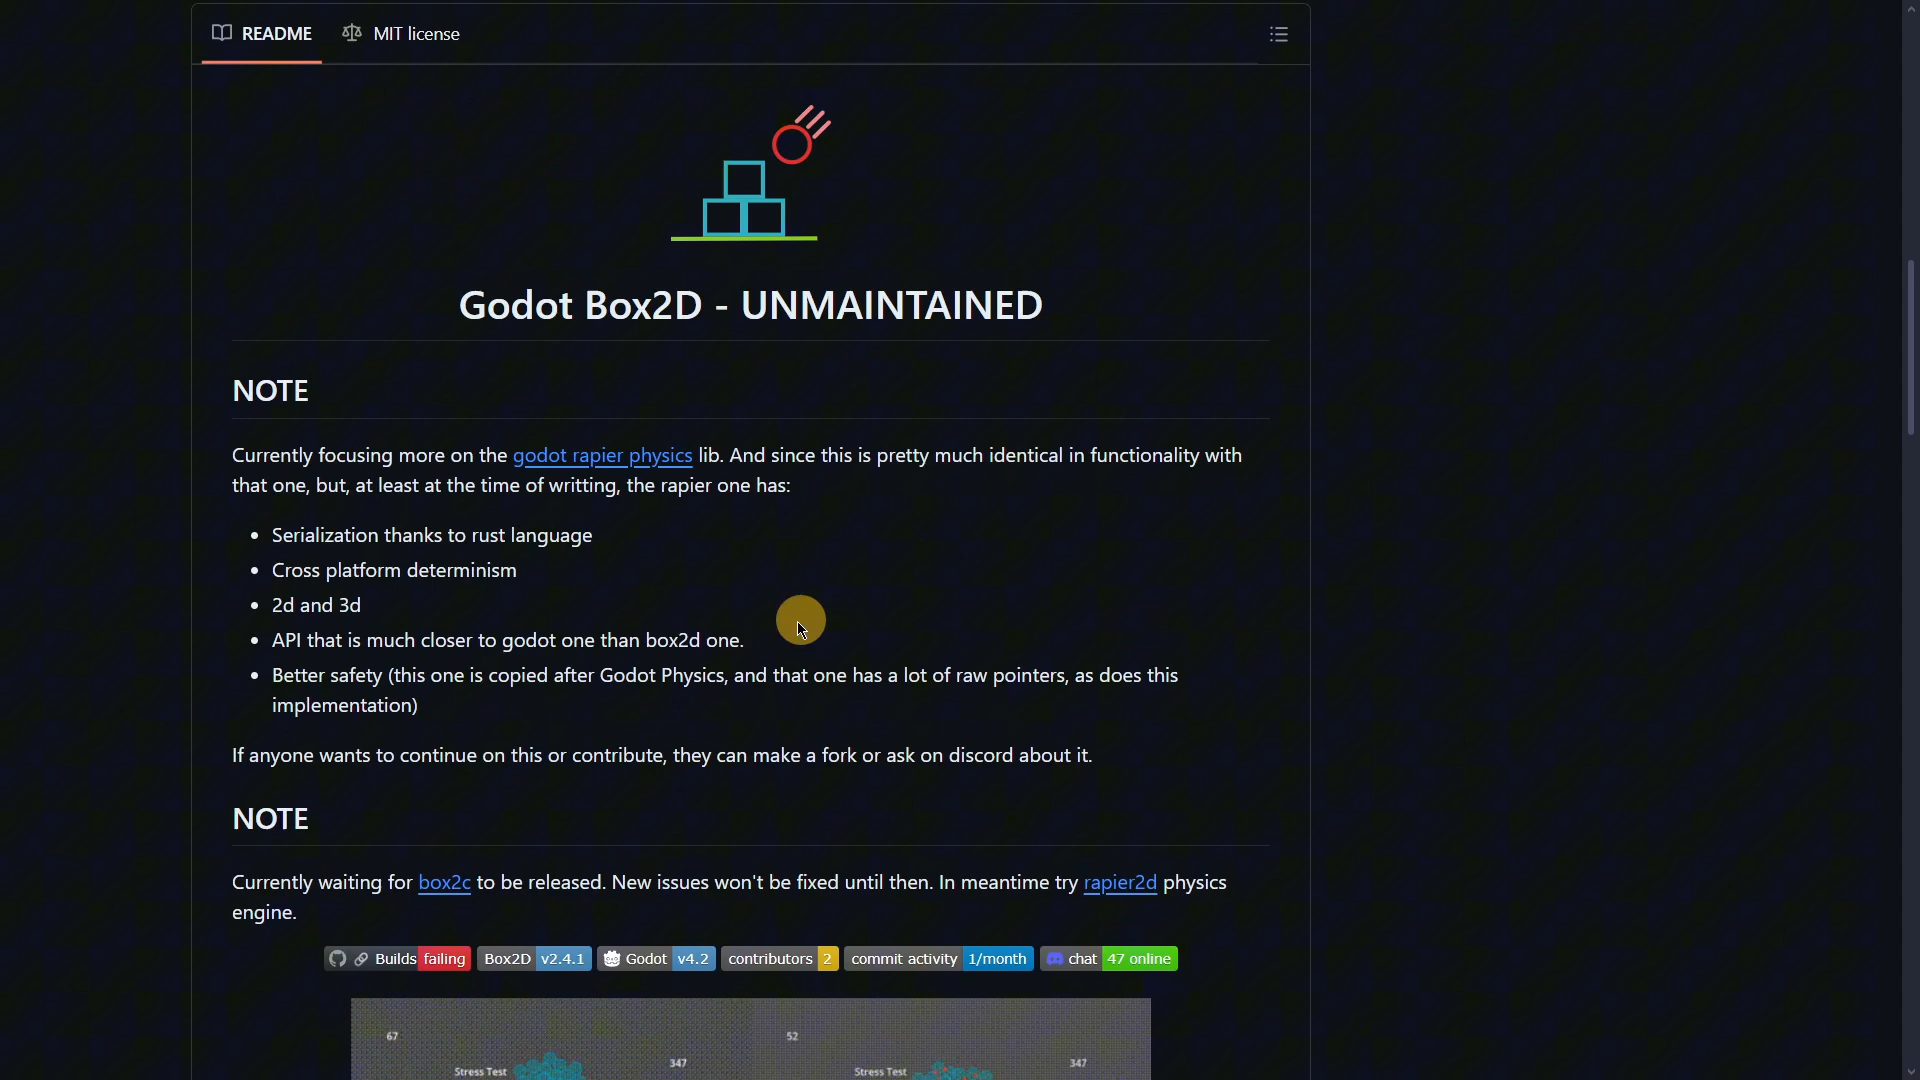 README MIT license
Godot Box2D - UNMAINTAINED
NOTE
Currently focusing more on the godot rapier physics lib. And since this is pretty much identical in functionality with
that one, but, at least at the time of writting, the rapier one has:
• Serialization thanks to rust language
• Cross platform determinism
• 2d and 3d
• API that is much closer to godot one than box2d one.
• Better safety (this one is copied after Godot Physics, and that one has a lot of raw pointers, as does this
implementation)
If anyone wants to continue on this or contribute, they can make a fork or ask on discord about it.
NOTE
Currently waiting for box2c to be released. New issues won't be fixed until then. In meantime try rapier2d physics
engine.
Builds failing Box2D v2.4.1 Godot v4.2 contributors 2 commit activity 1/month chat 47 online
67 52
347 347
Stress Test Stress Test